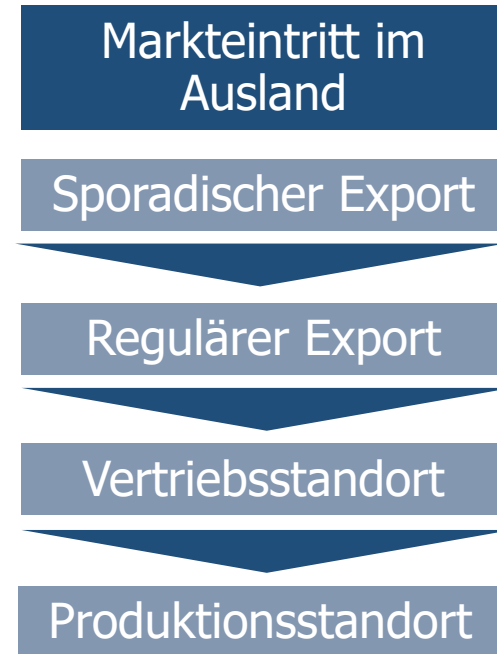 Markteintritt im
Ausland
Sporadischer Export
Regulärer Export
Vertriebsstandort
Produktionsstandort